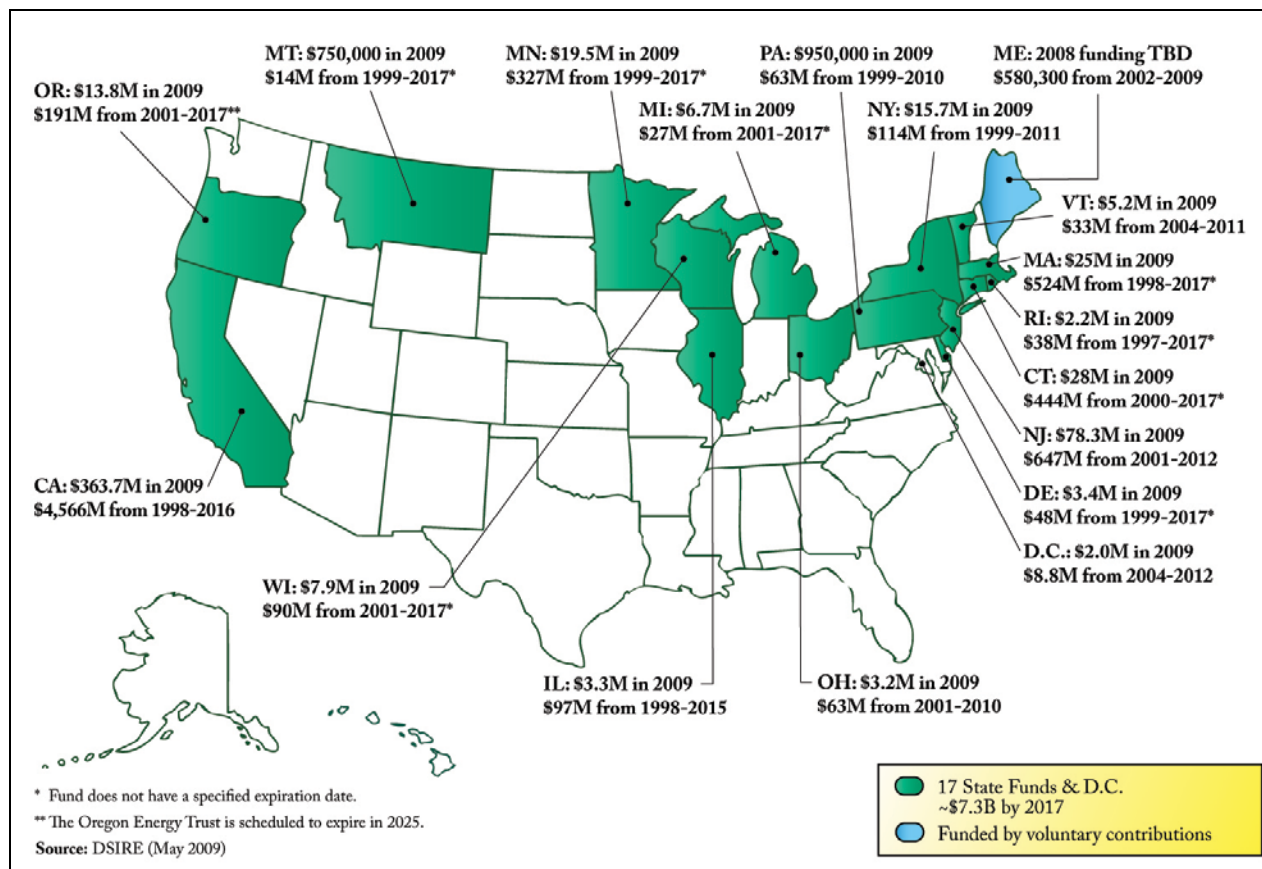 MT: $750,000 in 2009
$14M from 1999-2017*
MN: $19.5M in 2009
$327M from 1999-2017*
PA: $950,000 in 2009
$63M from 1999-2010
ME: 2008 funding TBD
$580,300 from 2002-2009
OR: $13.8M in 2009
$191M from 2001-2017**
MI: $6.7M in 2009
$27M from 2001-2017*
NY: $15.7M in 2009
$114M from 1999-2011
VT: $5.2M in 2009
$33M from 2004-2011
MA: $25M in 2009
$524M from 1998-2017*
RI: $2.2M in 2009
$38M from 1997-2017*
CT: $28M in 2009
$444M from 2000-2017*
NJ: $78.3M in 2009
$647M from 2001-2012
DE: $3.4M in 2009
$48M from 1999-2017*
D.C.: $2.0M in 2009
$8.8M from 2004-2012
CA: $363.7M in 2009
$4,566M from 1998-2016
WI: $7.9M in 2009
$90M from 2001-2017*
IL: $3.3M in 2009
$97M from 1998-2015
OH: $3.2M in 2009
$63M from 2001-2010
* Fund does not have a specified expiration date.
** The Oregon Energy Trust is scheduled to expire in 2025.
Source: DSIRE (May 2009)
17 State Funds & D.C.
~$7.3B by 2017
Funded by voluntary contributions